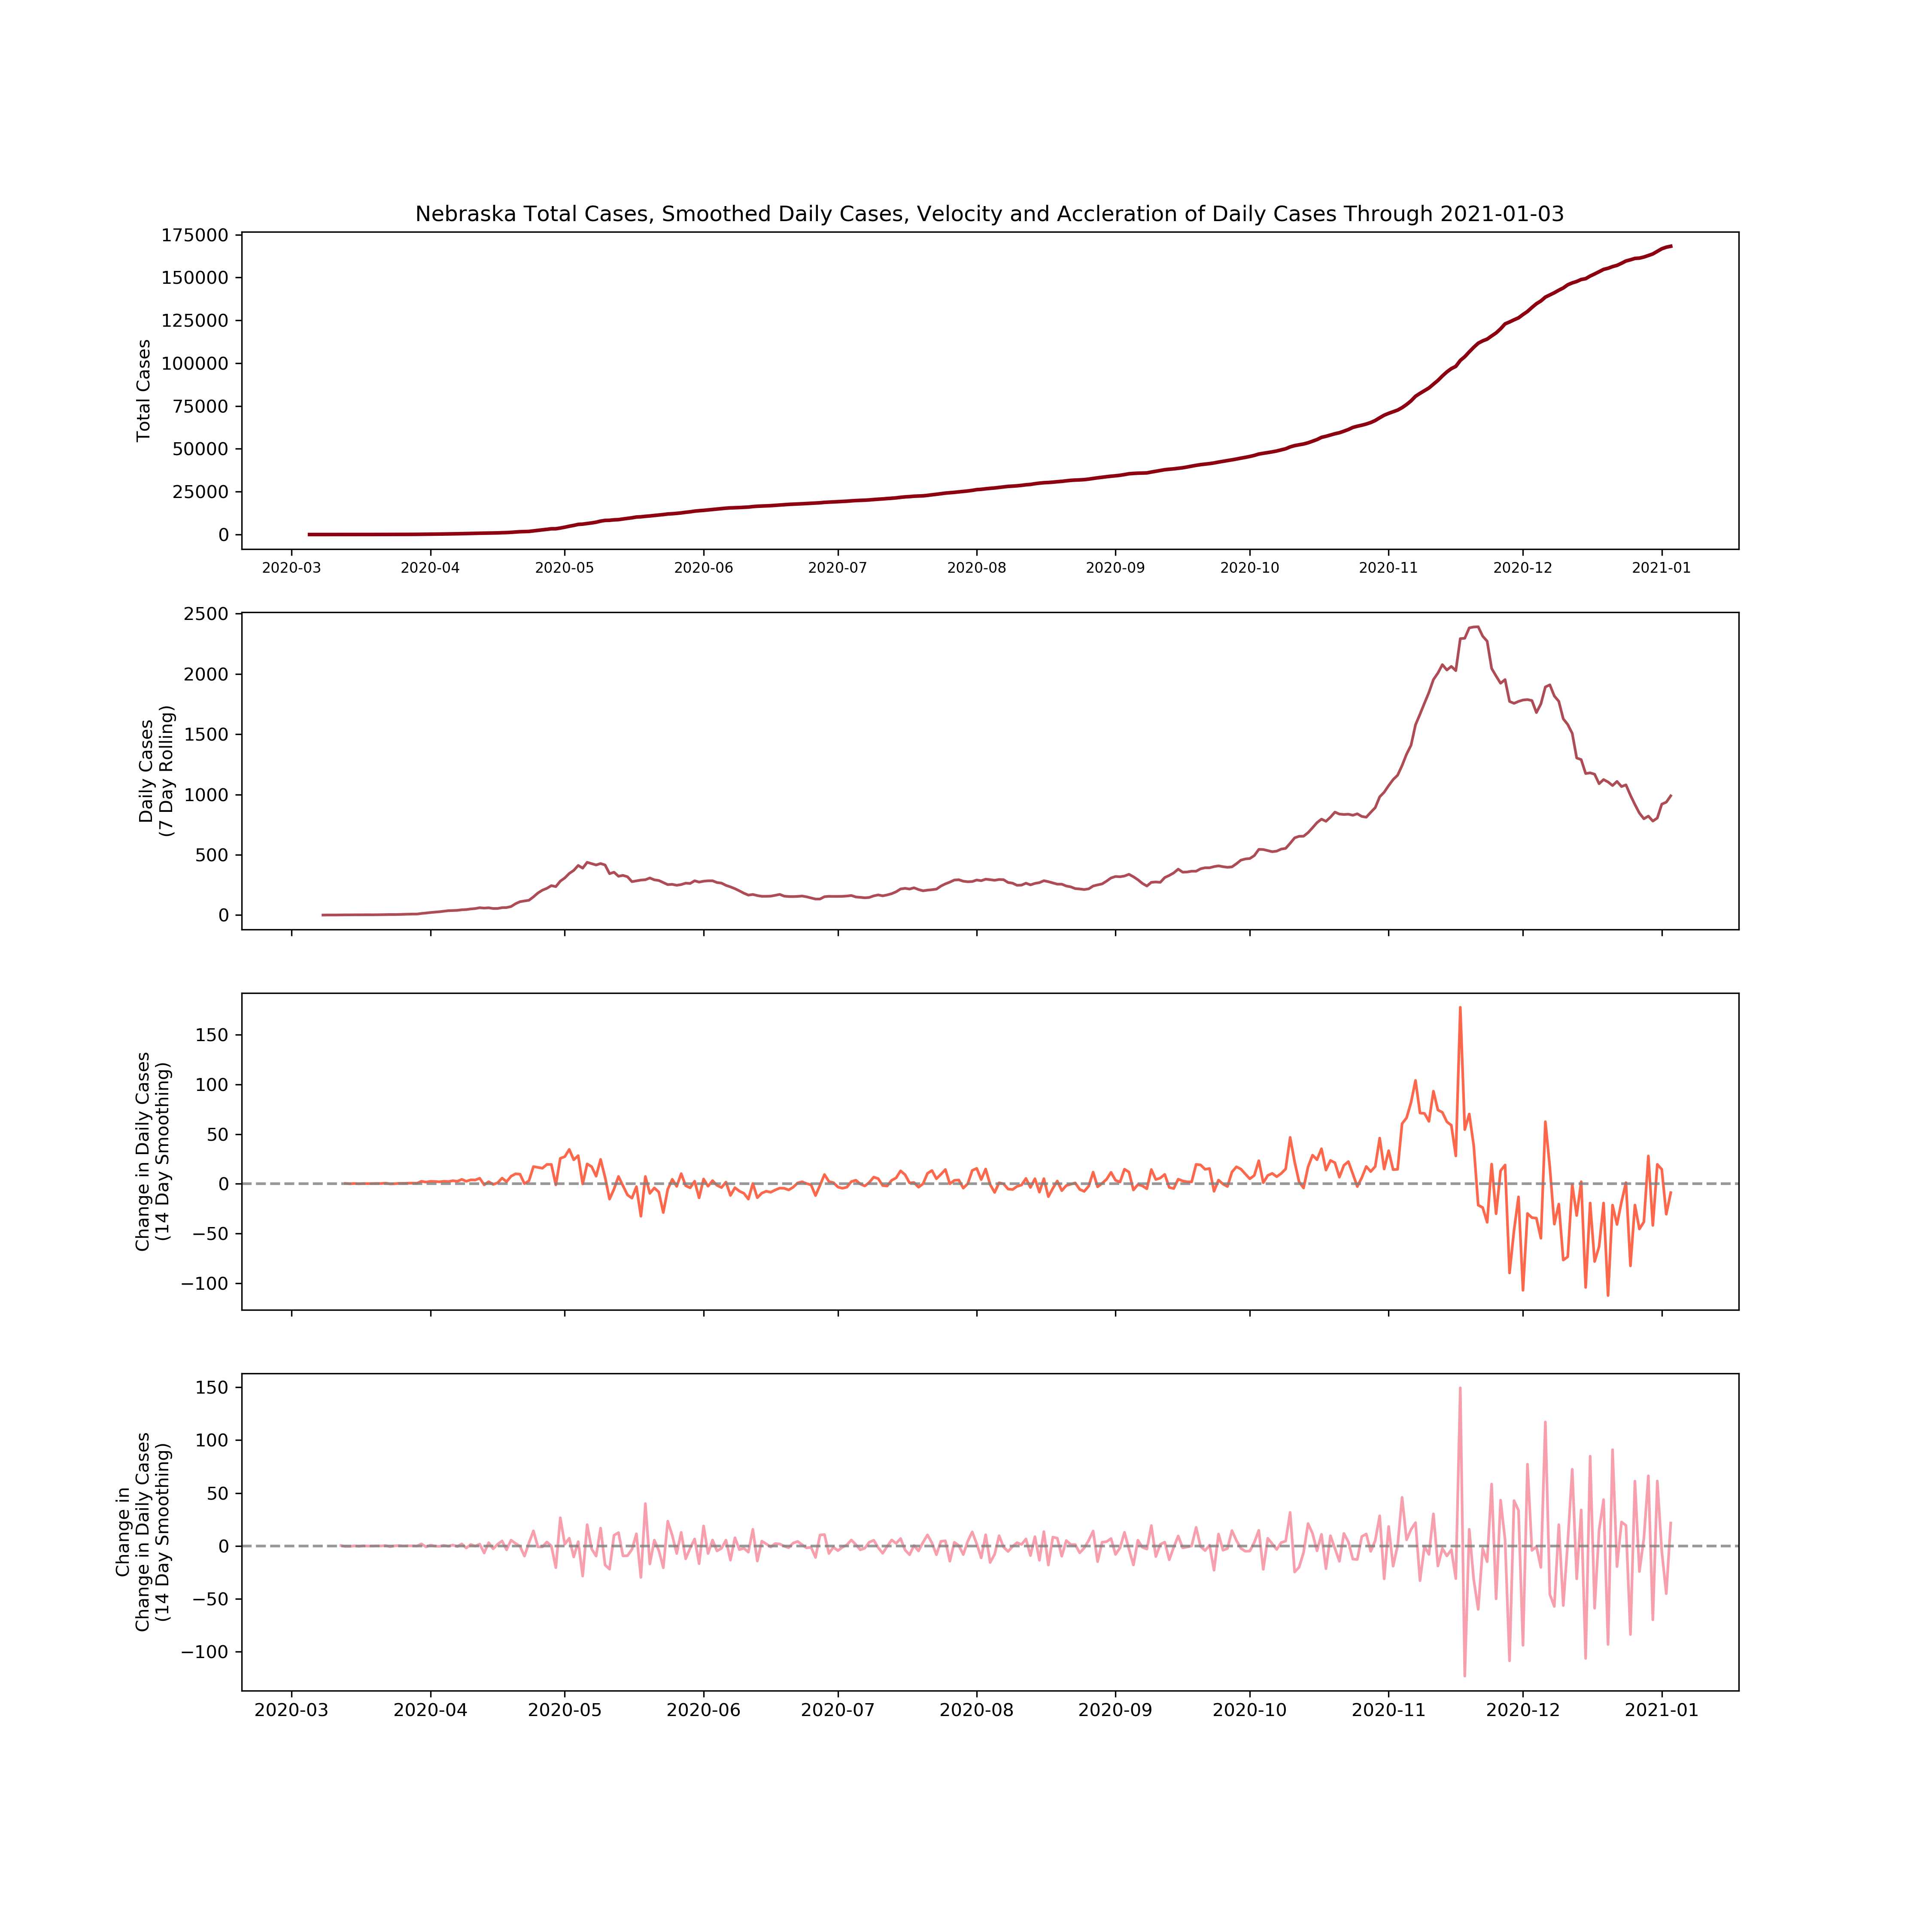 Nebraska Total Cases, Smoothed Daily Cases, Velocity and Accleration of Daily Cases Through 2021-01-03
175000
150000
125000
100000
75000
50000
25000
0
Total Cases
2020-03 2020-04 2020-05 2020-06 2020-07 2020-08 2020-09 2020-10 2020-11 2020-12 2021-01
2500
2000
1500
1000
500
0
Daily Cases
(7 Day Rolling)
150
100
50
0
−50
−100
Change in Daily Cases
(14 Day Smoothing)
150
100
50
0
−50
−100
Change in
Change in Daily Cases
(14 Day Smoothing)
2020-03 2020-04 2020-05 2020-06 2020-07 2020-08 2020-09 2020-10 2020-11 2020-12 2021-01